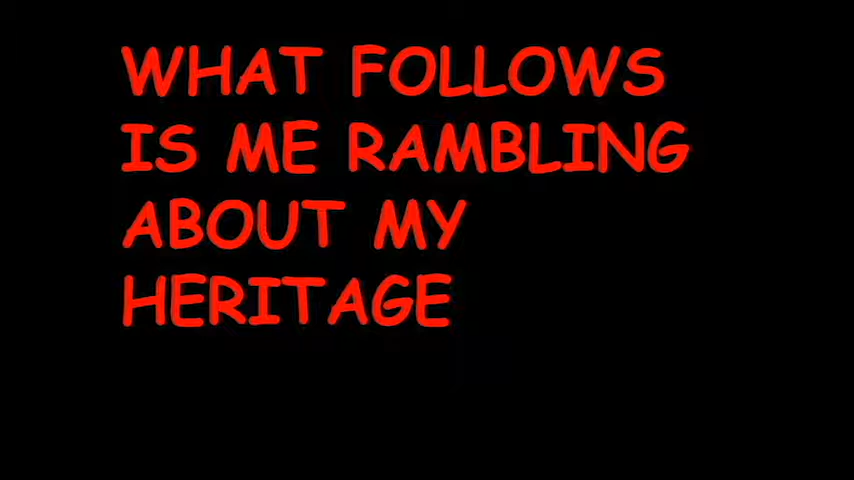 WHAT FOLLOWS
IS ME RAMBLING
ABOUT MY
HERITAGE